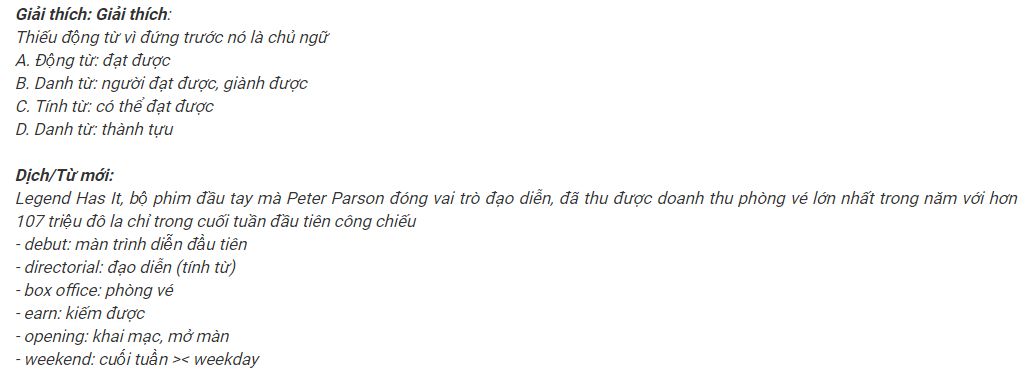 Giải thích: Giải thích:
Thiếu động từ vì đứng trước nó là chủ ngữ
A. Động từ: đạt được
B. Danh từ: người đạt được, giành được
C. Tính từ: có thể đạt được
D. Danh từ: thành tựu
Dịch/Từ mới:
Legend Has It, bộ phim đầu tay mà Peter Parson đóng vai trò đạo diễn, đã thu được doanh thu phòng vé lớn nhất trong năm với hơn
107 triệu đô la chỉ trong cuối tuần đầu tiên công chiếu
- debut: màn trình diễn đầu tiên
- directorial: đạo diễn (tính từ)
- box office: phòng vé
- earn: kiếm được
- opening: khai mạc, mở màn
- weekend: cuối tuần >< weekday